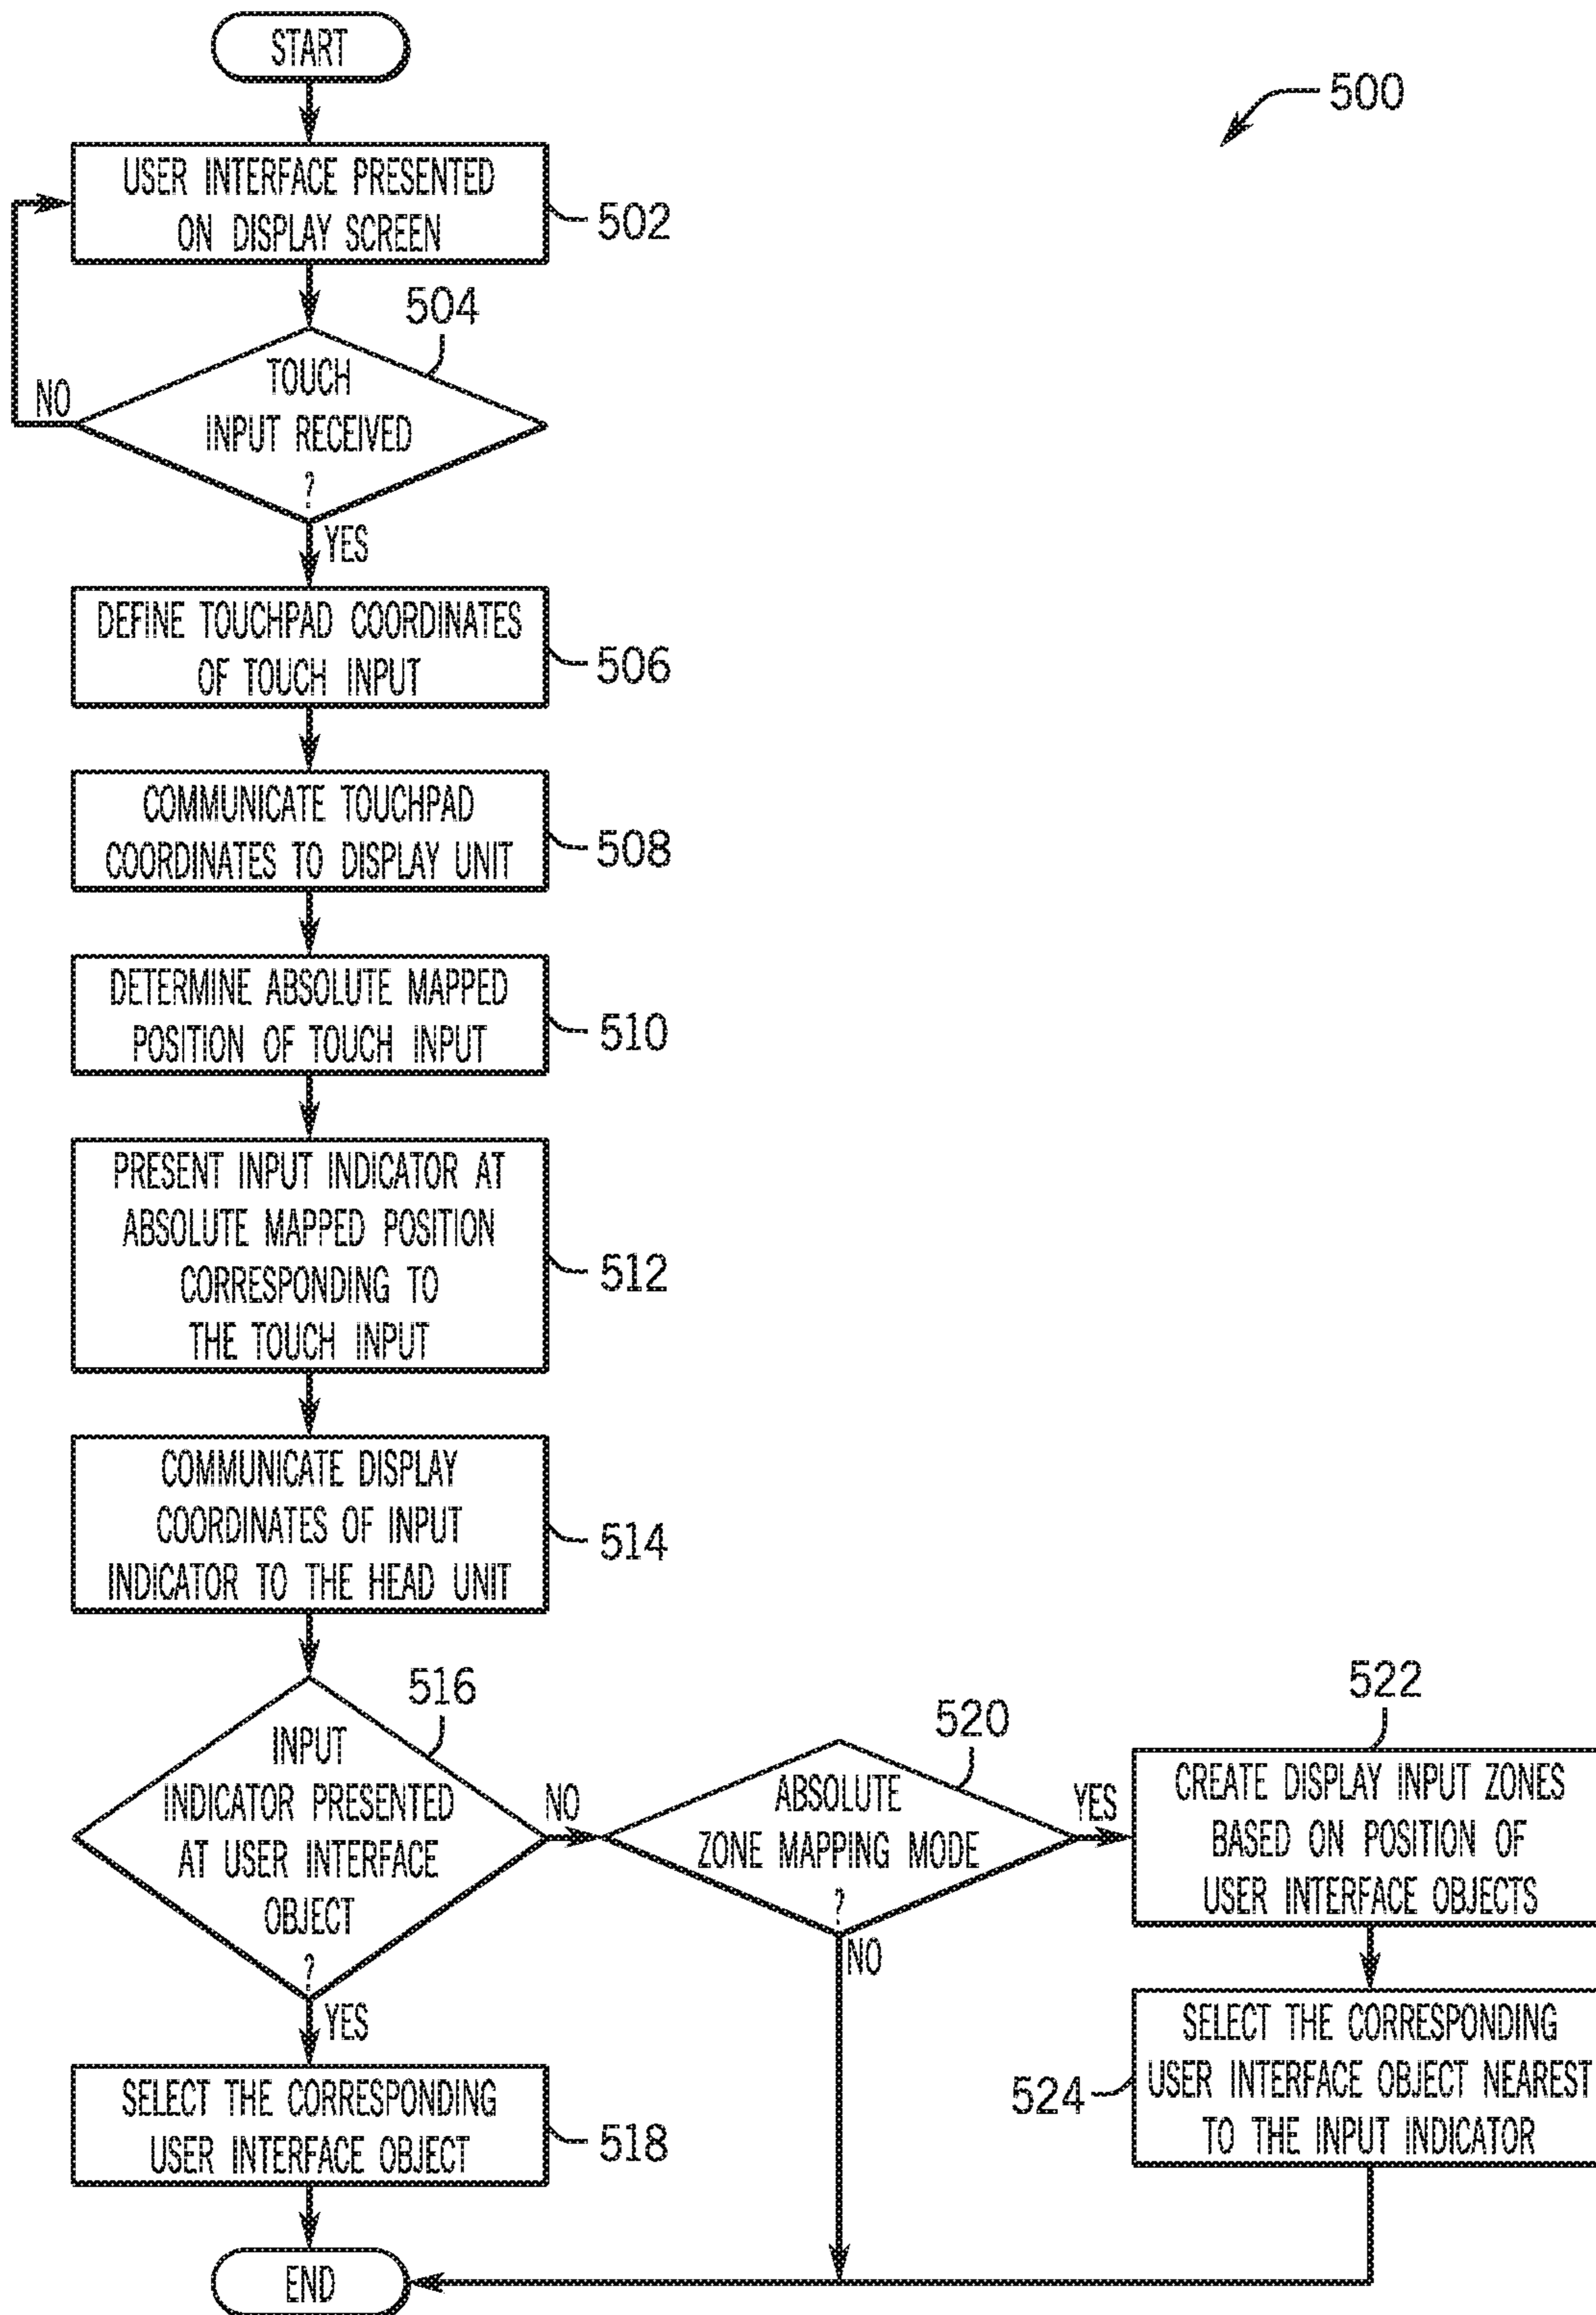 START
500
USER INTERFACE PRESENTED
ON DISPLAY SCREEN
502
504
TOUCH
INPUT RECEIVED
?
NO
YES
DEFINE TOUCHPAD COORDINATES
OF TOUCH INPUT
506
COMMUNICATE TOUCHPAD
COORDINATES TO DISPLAY UNIT
508
DETERMINE ABSOLUTE MAPPED
POSITION OF TOUCH INPUT
510
PRESENT INPUT INDICATOR AT
ABSOLUTE MAPPED POSITION
CORRESPONDING TO
THE TOUCH INPUT
512
COMMUNICATE DISPLAY
COORDINATES OF INPUT
INDICATOR TO THE HEAD UNIT
514
516
INPUT
INDICATOR PRESENTED
AT USER INTERFACE
OBJECT
?
NO
YES
520
ABSOLUTE
ZONE MAPPING MODE
?
YES
NO
522
CREATE DISPLAY INPUT ZONES
BASED ON POSITION OF
USER INTERFACE OBJECTS
SELECT THE CORRESPONDING
USER INTERFACE OBJECT NEAREST
TO THE INPUT INDICATOR
524
SELECT THE CORRESPONDING
USER INTERFACE OBJECT
518
END